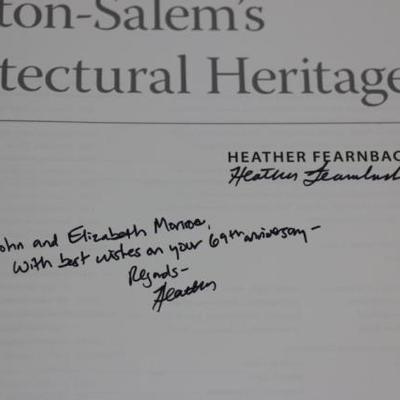 ton-Salem's
tectural Heritage
HEATHER FEARNBAC
Heather Fearnbach
ohn and Elizabeth Monroe,
With best wishes on your 69th anniversary-
Regards-
Heather